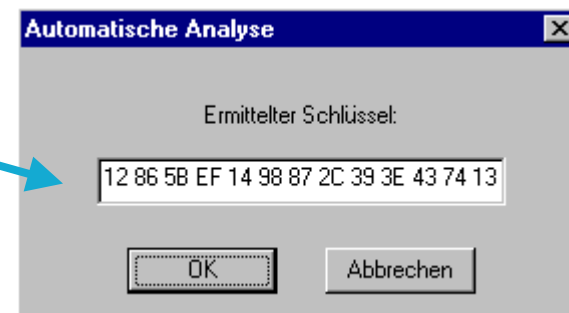 Automatische Analyse
Ermittelter Schlüssel:
12 86 5B EF 14 98 87 2C 39 3E 43 74 13
OK Abbrechen